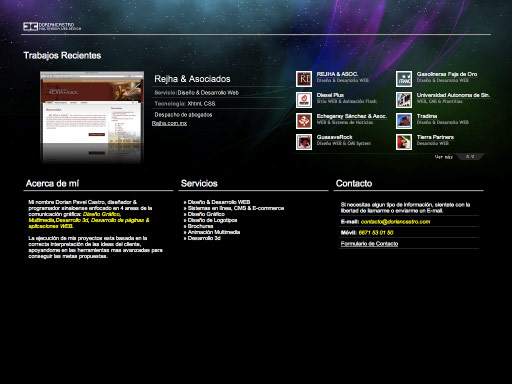 DORIANCASTRO
Trabajos Recientes
Rejha & Asociados
Servicio: Diseño & Desarrollo Web
Tecnología: Xhtml, CSS.
Despacho de abogados
Rejha.com.mx
REJHA & ASOC.
Diseño & Desarrollo WEB
Diesel Plus
Sitio WEB & Animación Flash
Echegaray Sánchez & Asoc.
WEB & Sistema de Noticias
GuasaveRock
Diseño WEB & CMS System
Gasolineras Faja de Oro
Diseño & Desarrollo WEB
Universidad Autonoma de Sin.
WEB, CMS & Plantillas
Tradima
Diseño & Desarrollo WEB
Tierra Partners
Desarrollo WEB
Ver más
Acerca de mí
Mi nombre Dorian Pavel Castro, diseñador &
programador sinaloense enfocado en 4 areas de la
comunicación gráfica: Diseño Gráfico,
Multimedia, Desarrollo 3d, Desarrollo de páginas &
aplicaciones WEB.
La ejecución de mis proyectos esta basada en la
correcta interpretación de las ideas del cliente,
apoyandome en las herramientas mas avanzadas para
conseguir las metas propuestas.
Servicios
» Diseño & Desarrollo WEB
» Sistemas en línea, CMS & E-commerce
» Diseño Gráfico
» Diseño de Logotipos
» Brochures
» Animación Multimedia
» Desarrollo 3d
Contacto
Si necesitas algun tipo de información, sientete con la
libertad de llamarme o enviarme un E-mail.
E-mail: contacto@doriancastro.com
Móvil: 6671 53 01 50
Formulario de Contacto